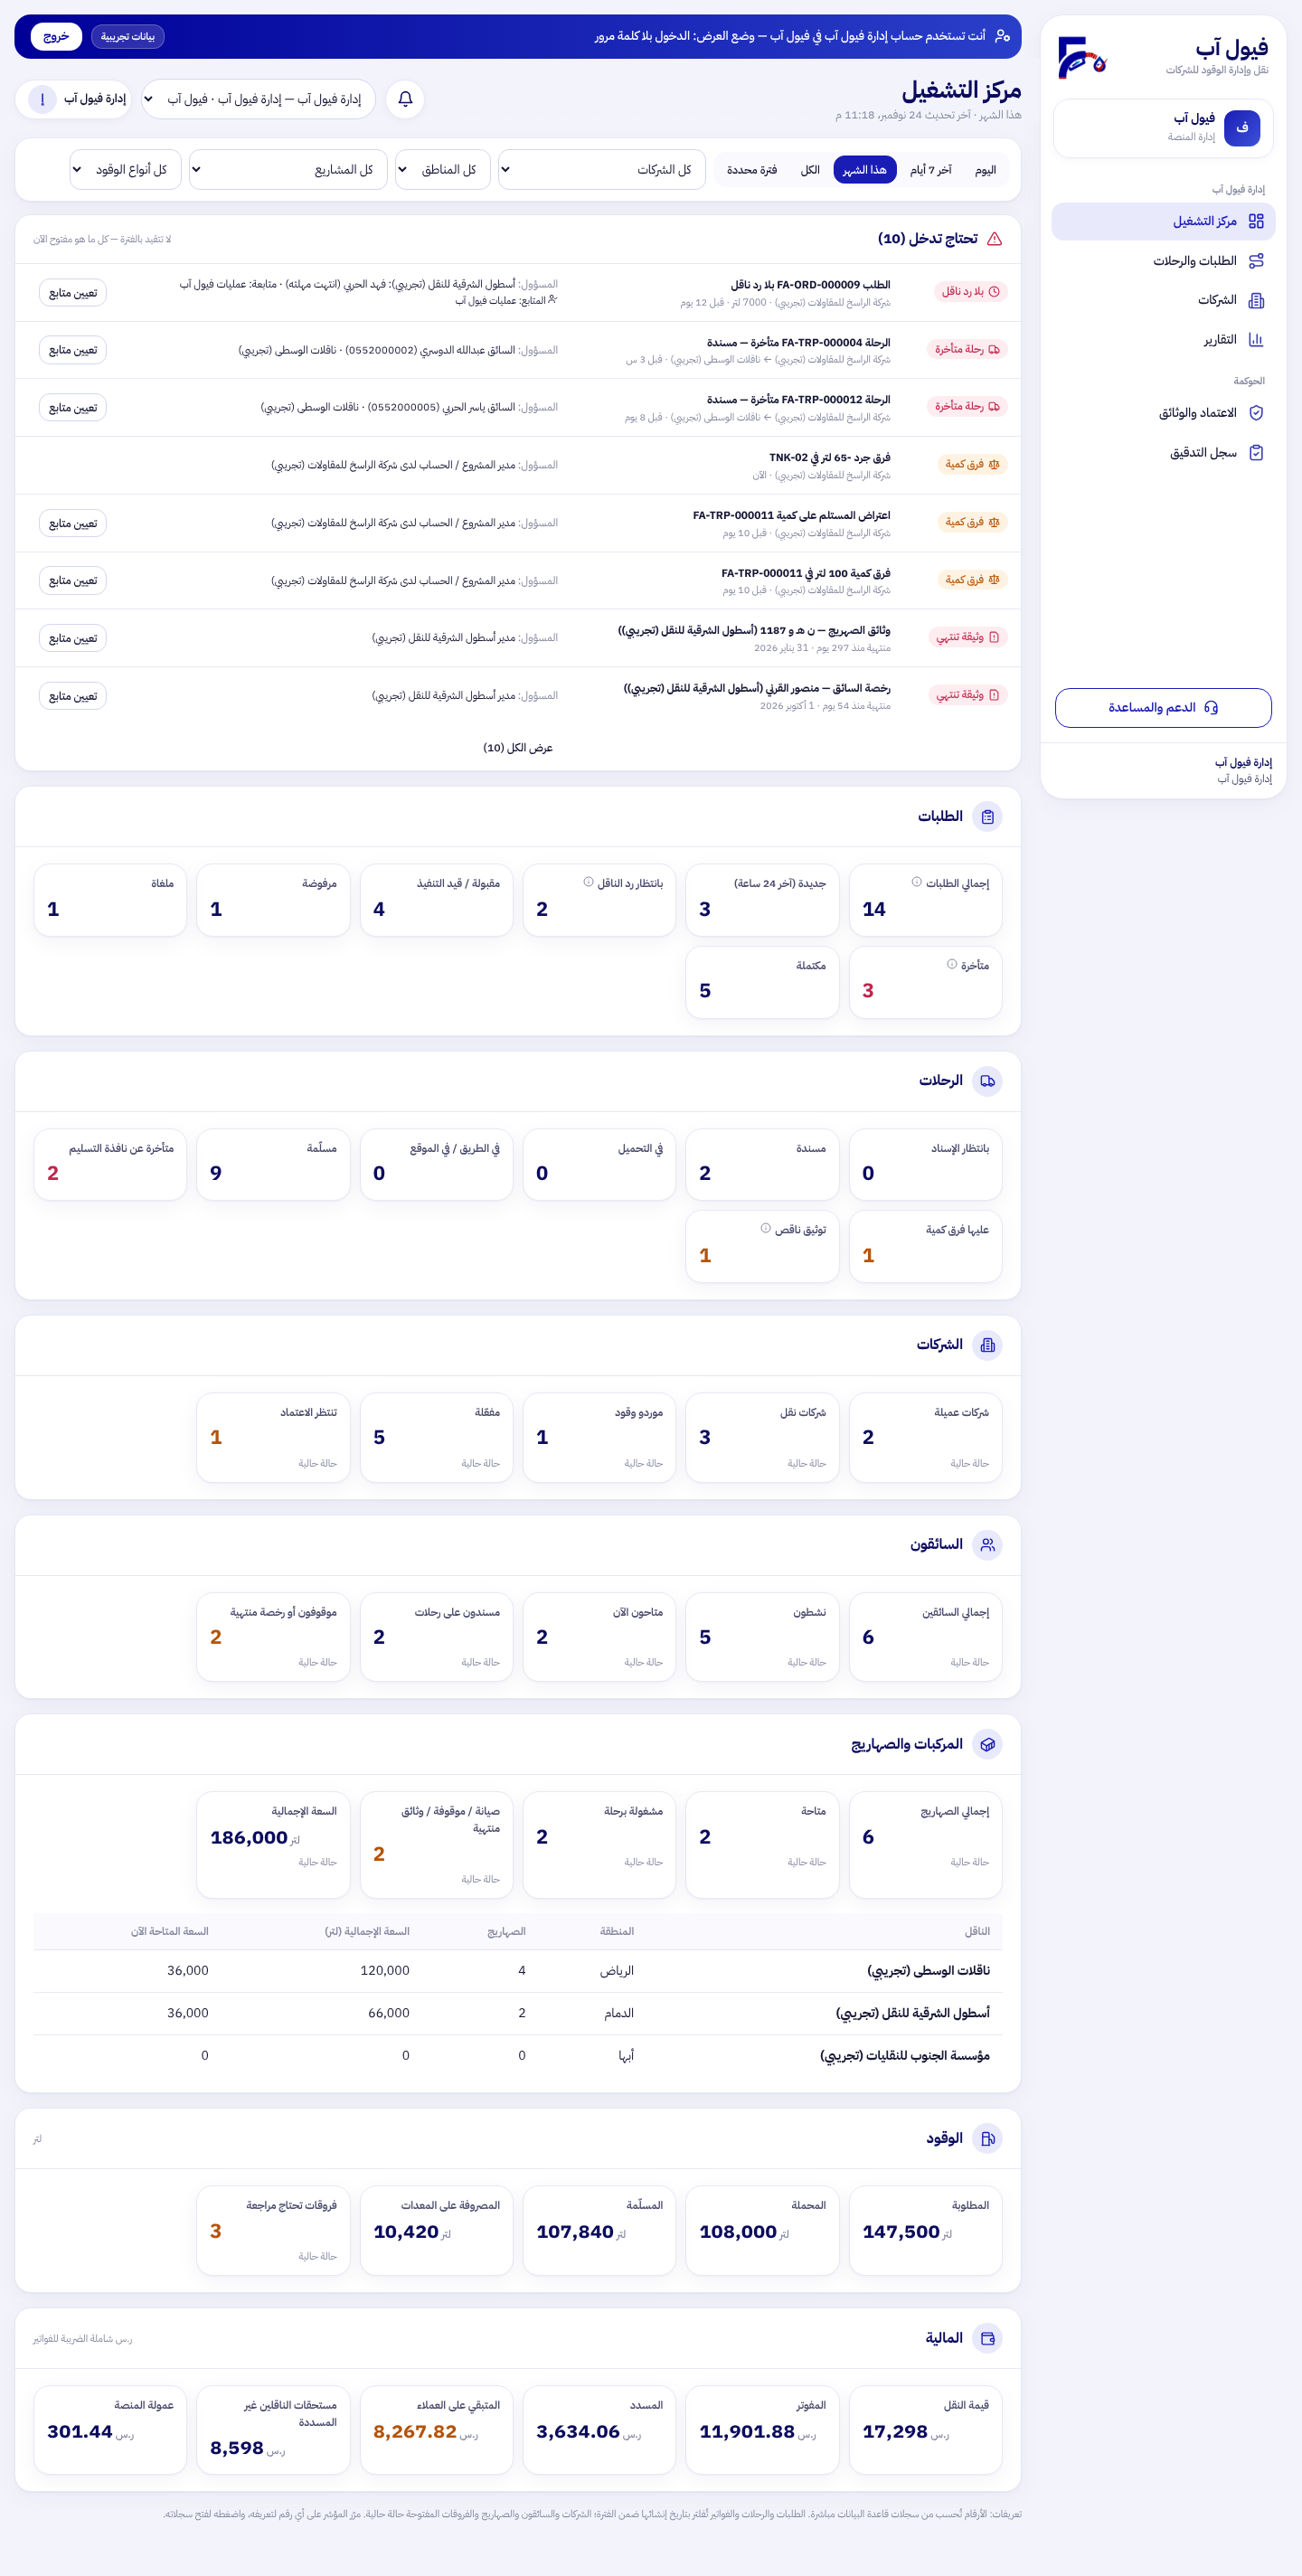 فيول آب
نقل وإدارة الوقود للشركات
ف
فيول آب
إدارة المنصة
إدارة فيول آب
مركز التشغيل
الطلبات والرحلات
الشركات
التقارير
الحوكمة
الاعتماد والوثائق
سجل التدقيق
الدعم والمساعدة
إدارة فيول آب
إدارة فيول آب
أنت تستخدم حساب إدارة فيول آب في فيول آب — وضع العرض: الدخول بلا كلمة مرور
بيانات تجريبية
خروج
مركز التشغيل
هذا الشهر · آخر تحديث 24 نوفمبر، 11:18 م
إدارة فيول آب — إدارة فيول آب · فيول آب
إدارة فيول آب
إ
اليوم
آخر 7 أيام
هذا الشهر
الكل
فترة محددة
كل الشركات
كل المناطق
كل المشاريع
كل أنواع الوقود
تحتاج تدخل (10)
لا تتقيد بالفترة — كل ما هو مفتوح الآن
بلا رد ناقل
الطلب FA-ORD-000009 بلا رد ناقل
شركة الراسخ للمقاولات (تجريبي) · 7000 لتر · قبل 12 يوم
المسؤول: أسطول الشرقية للنقل (تجريبي): فهد الحربي (انتهت مهلته) · متابعة: عمليات فيول آب
المتابع: عمليات فيول آب
تعيين متابع
رحلة متأخرة
الرحلة FA-TRP-000004 متأخرة — مسندة
شركة الراسخ للمقاولات (تجريبي) ← ناقلات الوسطى (تجريبي) · قبل 3 س
المسؤول: السائق عبدالله الدوسري (0552000002) · ناقلات الوسطى (تجريبي)
تعيين متابع
رحلة متأخرة
الرحلة FA-TRP-000012 متأخرة — مسندة
شركة الراسخ للمقاولات (تجريبي) ← ناقلات الوسطى (تجريبي) · قبل 8 يوم
المسؤول: السائق ياسر الحربي (0552000005) · ناقلات الوسطى (تجريبي)
تعيين متابع
فرق كمية
فرق جرد -65 لتر في TNK-02
شركة الراسخ للمقاولات (تجريبي) · الآن
المسؤول: مدير المشروع / الحساب لدى شركة الراسخ للمقاولات (تجريبي)
فرق كمية
اعتراض المستلم على كمية FA-TRP-000011
شركة الراسخ للمقاولات (تجريبي) · قبل 10 يوم
المسؤول: مدير المشروع / الحساب لدى شركة الراسخ للمقاولات (تجريبي)
تعيين متابع
فرق كمية
فرق كمية 100 لتر في FA-TRP-000011
شركة الراسخ للمقاولات (تجريبي) · قبل 10 يوم
المسؤول: مدير المشروع / الحساب لدى شركة الراسخ للمقاولات (تجريبي)
تعيين متابع
وثيقة تنتهي
وثائق الصهريج — ن هـ و 1187 (أسطول الشرقية للنقل (تجريبي))
منتهية منذ 297 يوم · 31 يناير 2026
المسؤول: مدير أسطول الشرقية للنقل (تجريبي)
تعيين متابع
وثيقة تنتهي
رخصة السائق — منصور القرني (أسطول الشرقية للنقل (تجريبي))
منتهية منذ 54 يوم · 1 أكتوبر 2026
المسؤول: مدير أسطول الشرقية للنقل (تجريبي)
تعيين متابع
عرض الكل (10)
الطلبات
إجمالي الطلبات
14
جديدة (آخر 24 ساعة)
3
بانتظار رد الناقل
2
مقبولة / قيد التنفيذ
4
مرفوضة
1
ملغاة
1
متأخرة
3
مكتملة
5
الرحلات
بانتظار الإسناد
0
مسندة
2
في التحميل
0
في الطريق / في الموقع
0
مسلّمة
9
متأخرة عن نافذة التسليم
2
عليها فرق كمية
1
توثيق ناقص
1
الشركات
شركات عميلة
2
حالة حالية
شركات نقل
3
حالة حالية
موردو وقود
1
حالة حالية
مفعّلة
5
حالة حالية
تنتظر الاعتماد
1
حالة حالية
السائقون
إجمالي السائقين
6
حالة حالية
نشطون
5
حالة حالية
متاحون الآن
2
حالة حالية
مسندون على رحلات
2
حالة حالية
موقوفون أو رخصة منتهية
2
حالة حالية
المركبات والصهاريج
إجمالي الصهاريج
6
حالة حالية
متاحة
2
حالة حالية
مشغولة برحلة
2
حالة حالية
صيانة / موقوفة / وثائق
منتهية
2
حالة حالية
السعة الإجمالية
186,000 لتر
حالة حالية
الناقل المنطقة الصهاريج السعة الإجمالية (لتر) السعة المتاحة الآن
ناقلات الوسطى (تجريبي) الرياض 4 120,000 36,000
أسطول الشرقية للنقل (تجريبي) الدمام 2 66,000 36,000
مؤسسة الجنوب للنقليات (تجريبي) أبها 0 0 0
الوقود
لتر
المطلوبة
147,500 لتر
المحملة
108,000 لتر
المسلّمة
107,840 لتر
المصروفة على المعدات
10,420 لتر
فروقات تحتاج مراجعة
3
حالة حالية
المالية
ر.س شاملة الضريبة للفواتير
قيمة النقل
17,298 ر.س
المفوتر
11,901.88 ر.س
المسدد
3,634.06 ر.س
المتبقي على العملاء
8,267.82 ر.س
مستحقات الناقلين غير
المسددة
8,598 ر.س
عمولة المنصة
301.44 ر.س
تعريفات: الأرقام تُحسب من سجلات قاعدة البيانات مباشرة. الطلبات والرحلات والفواتير تُفلتر بتاريخ إنشائها ضمن الفترة؛ الشركات والسائقون والصهاريج والفروقات المفتوحة حالة حالية. مرّر المؤشر على أي رقم لتعريفه، واضغطه لفتح سجلاته.